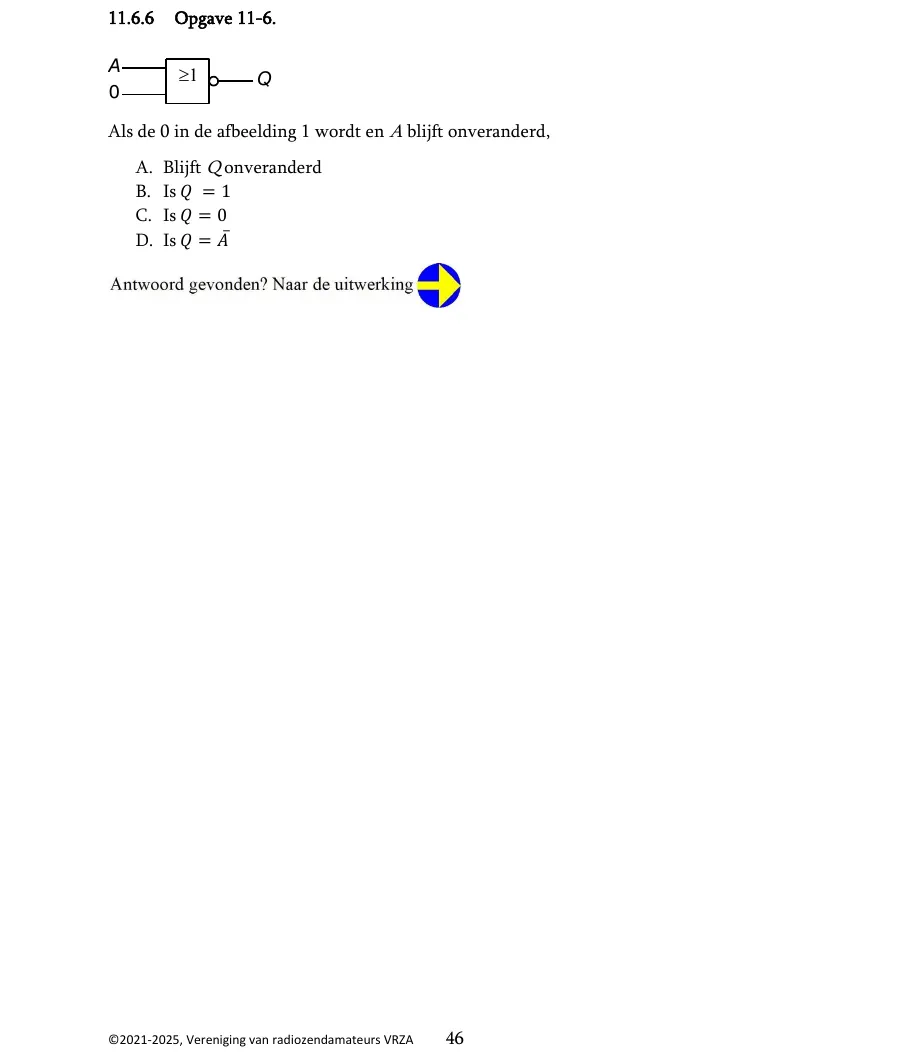 11.6.6 Opgave 11-6.
A
≥1
Q
0
Als de 0 in de afbeelding 1 wordt en A blijft onveranderd,
A. Blijft Q onveranderd
B. Is Q = 1
C. Is Q = 0
D. Is Q = Ā
Antwoord gevonden? Naar de uitwerking
©2021-2025, Vereniging van radiozendamateurs VRZA 46